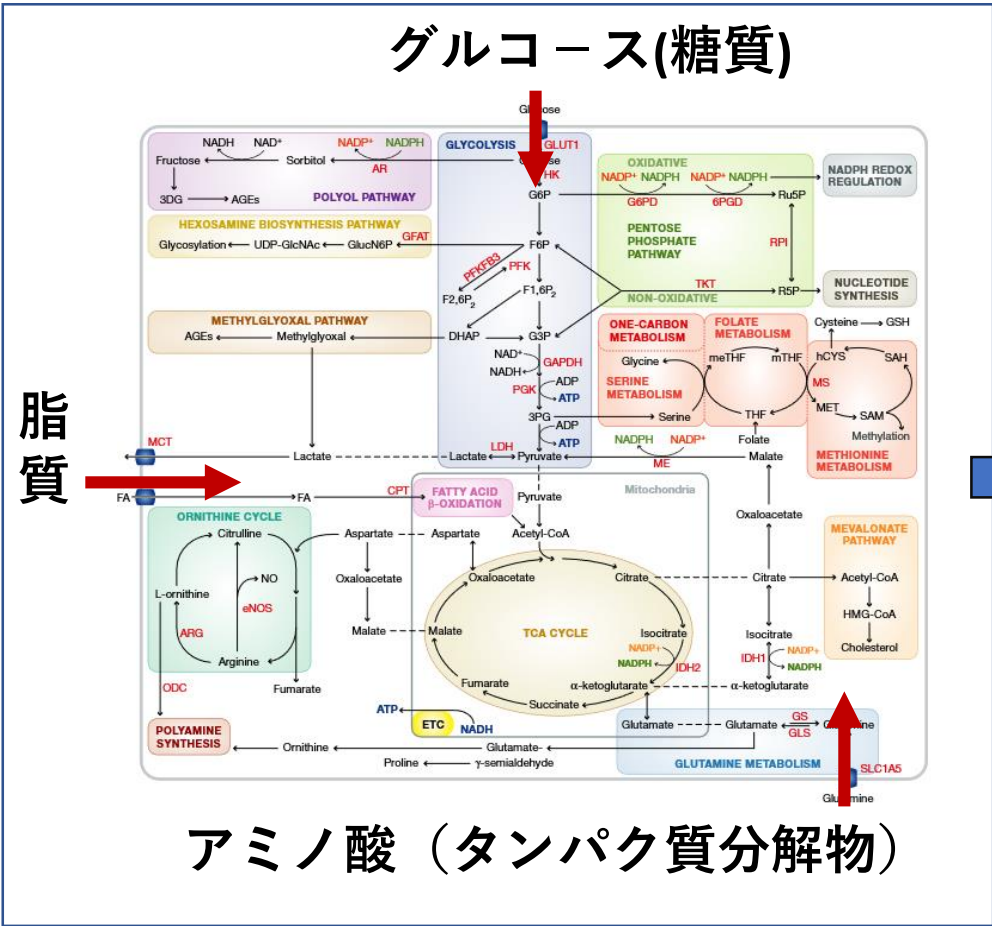 グルコース(糖質)
GLYCOLYSIS
GLUT1
HK
G6P
F6P
PFKFB3
PFK
F2,6P2
F1,6P2
DHAP
G3P
NAD+
NADH
GAPDH
PGK
ADP
ATP
3PG
ADP
ATP
LDH
Lactate
Pyruvate
NADH
NAD+
NADP+
NADPH
Fructose
Sorbitol
AR
3DG
AGEs
POLYOL PATHWAY
HEXOSAMINE BIOSYNTHESIS PATHWAY
Glycosylation
UDP-GlcNAc
GlucN6P
GFAT
METHYLGLYOXAL PATHWAY
AGEs
Methylglyoxal
OXIDATIVE
NADP+ NADPH
NADP+ NADPH
G6PD
6PGD
Ru5P
PENTOSE
PHOSPHATE
PATHWAY
RPI
TKT
R5P
NON-OXIDATIVE
NADPH REDOX
REGULATION
NUCLEOTIDE
SYNTHESIS
ONE-CARBON
METABOLISM
FOLATE
METABOLISM
Glycine
meTHF
mTHF
SERINE
METABOLISM
Serine
THF
Folate
Cysteine
GSH
hCYS
SAH
MS
MET
SAM
Methylation
METHIONINE
METABOLISM
脂
質
MCT
Lactate
FA
FA
CPT
FATTY ACID
β-OXIDATION
NADPH
NADP+
ME
Malate
Mitochondria
Pyruvate
Acetyl-CoA
Oxaloacetate
ORNITHINE CYCLE
Citrulline
NO
L-ornithine
eNOS
ARG
Arginine
ODC
Fumarate
Aspartate
Aspartate
Oxaloacetate
Malate
Oxaloacetate
Citrate
Malate
TCA CYCLE
Isocitrate
NADP+
NADPH
IDH2
Fumarate
α-ketoglutarate
Succinate
Citrate
Isocitrate
IDH1
NADP+
NADPH
α-ketoglutarate
MEVALONATE
PATHWAY
Acetyl-CoA
HMG-CoA
Cholesterol
ATP
ETC
NADH
POLYAMINE
SYNTHESIS
Ornithine
Glutamate-
Proline
γ-semialdehyde
Glutamate
Glutamate
GS
GLS
GLUTAMINE METABOLISM
SLC1A5
アミノ酸（タンパク質分解物）